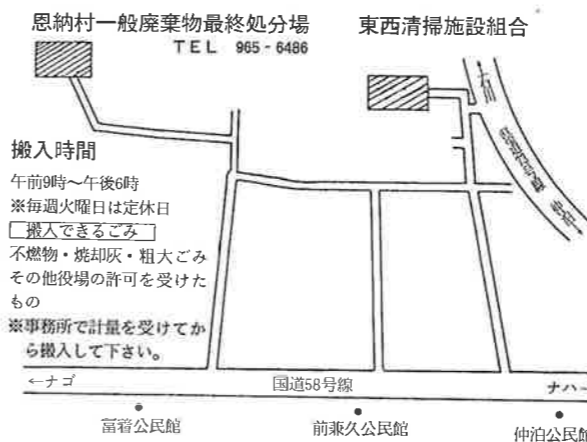 恩納村一般廃棄物最終処分場
TEL 965-6486
東西清掃施設組合
石川
搬入時間
午前9時～午後6時
※毎週火曜日は定休日
搬入できるごみ
不燃物・焼却灰・粗大ごみ
その他役場の許可を受けた
もの
※事務所で計量を受けてか
ら搬入して下さい。
←ナゴ
国道58号線
ナハ→
冨着公民館
前兼久公民館
仲泊公民館